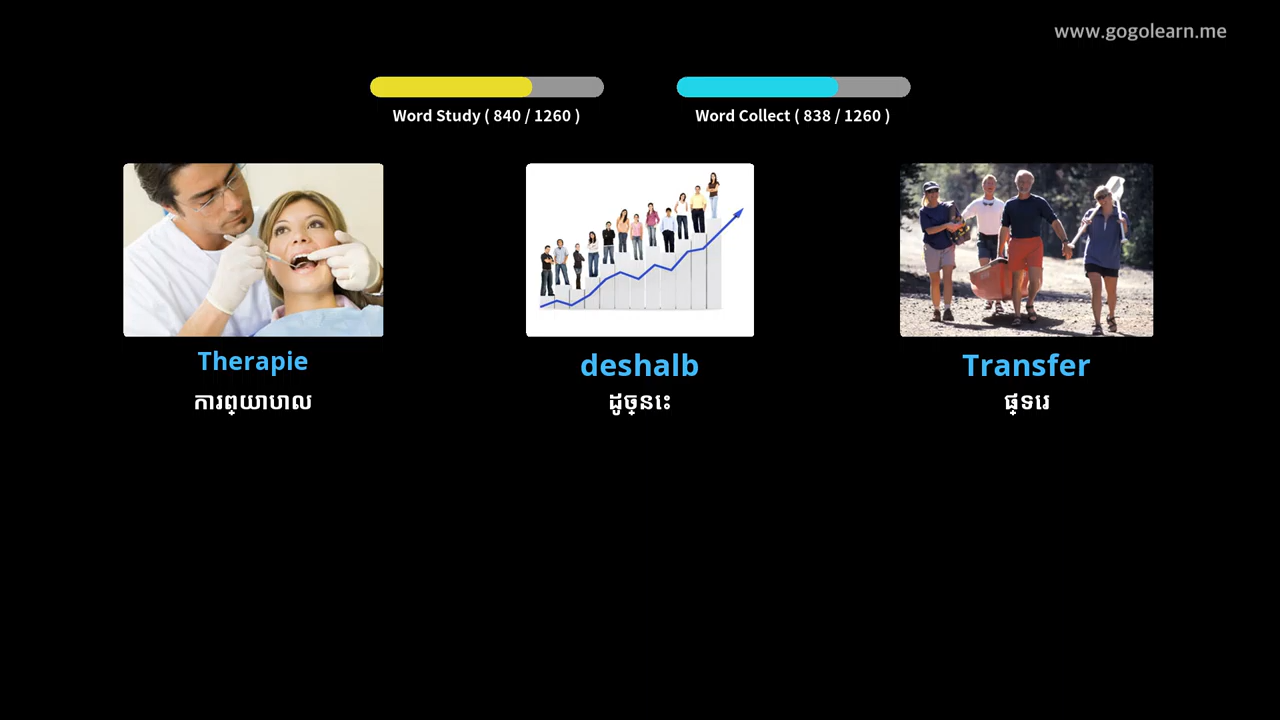 www.gogolearn.me
Word Study ( 840 / 1260 )
Word Collect ( 838 / 1260 )
Therapie
deshalb
Transfer
ការព្យាបាល
ដូច្នេះ
ផ្ទេរ